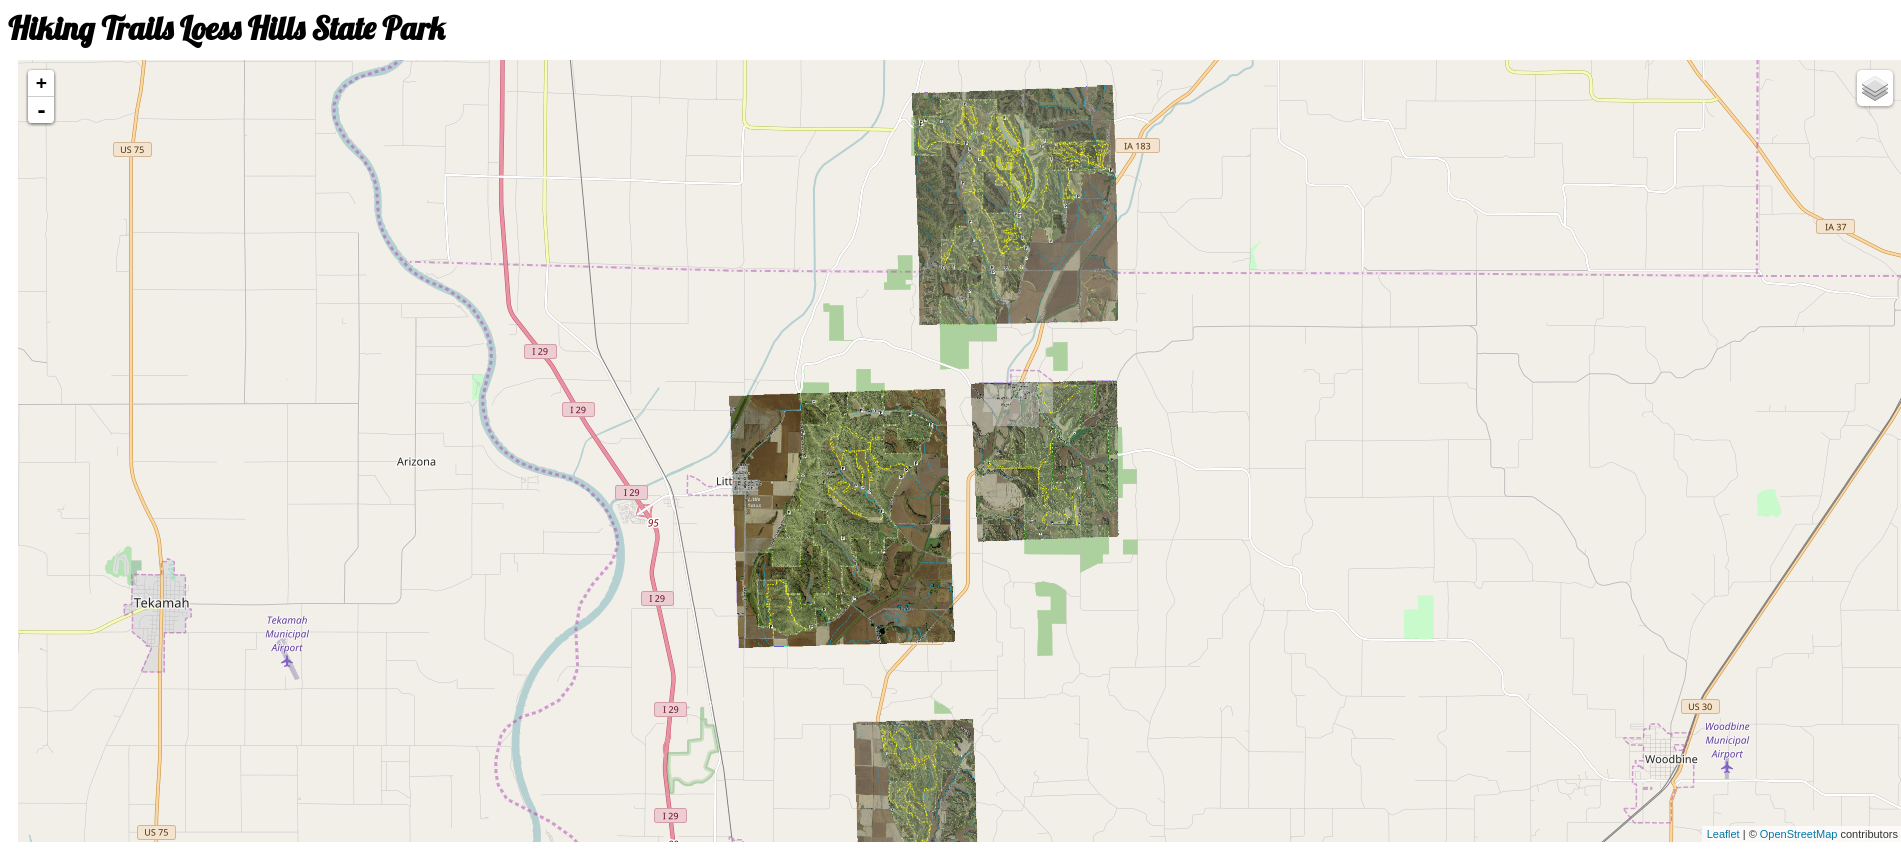 Hiking Trails Loess Hills State Park
+
-
US 75
IA 183
IA 37
I 29
I 29
Arizona
I 29
95
Tekamah
Tekamah
Municipal
Airport
I 29
I 29
US 30
Woodbine
Municipal
Airport
Woodbine
I 29
US 75
Leaflet | © OpenStreetMap contributors